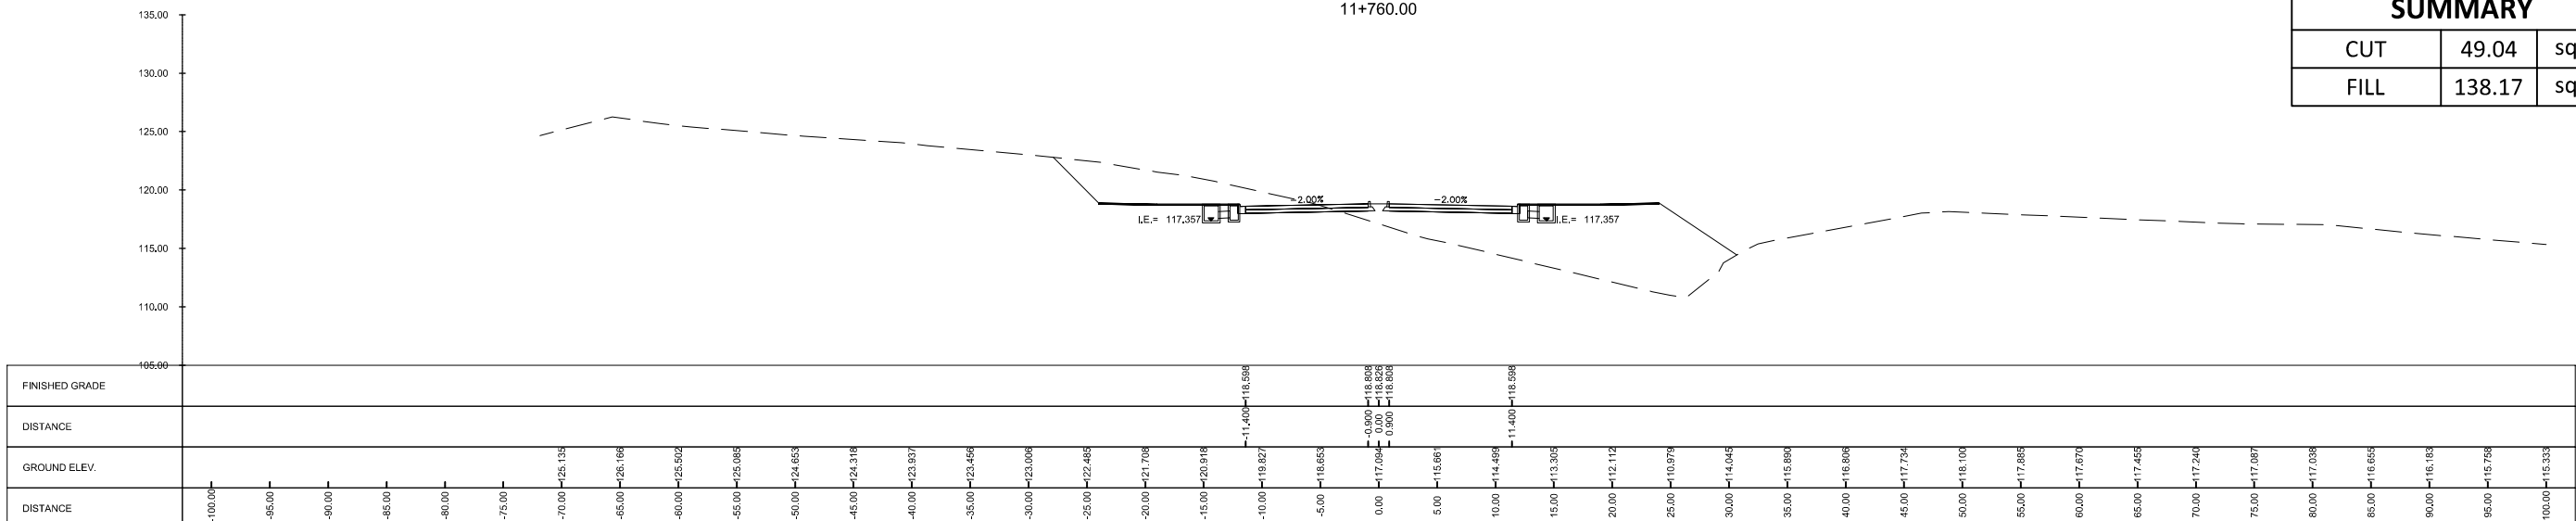 11+760.00
SUMMARY
CUT 49.04 sq
FILL 138.17 sq
135.00
130.00
125.00
120.00
115.00
110.00
105.00
-2.00% -2.00%
I.E.= 117.357 I.E.= 117.357
FINISHED GRADE 118.598 118.808 118.826 118.808 118.598
DISTANCE -11.400 -0.900 0.00 0.900 11.400
GROUND ELEV. 125.135 126.166 125.502 125.085 124.653 124.318 123.937 123.456 123.006 122.485 121.708 120.918 119.827 118.653 117.094 115.661 114.499 113.305 112.112 110.979 114.045 115.890 116.806 117.734 118.100 117.885 117.670 117.455 117.240 117.087 117.038 116.655 116.183 115.758 115.333
DISTANCE -100.00 -95.00 -90.00 -85.00 -80.00 -75.00 -70.00 -65.00 -60.00 -55.00 -50.00 -45.00 -40.00 -35.00 -30.00 -25.00 -20.00 -15.00 -10.00 -5.00 0.00 5.00 10.00 15.00 20.00 25.00 30.00 35.00 40.00 45.00 50.00 55.00 60.00 65.00 70.00 75.00 80.00 85.00 90.00 95.00 100.00